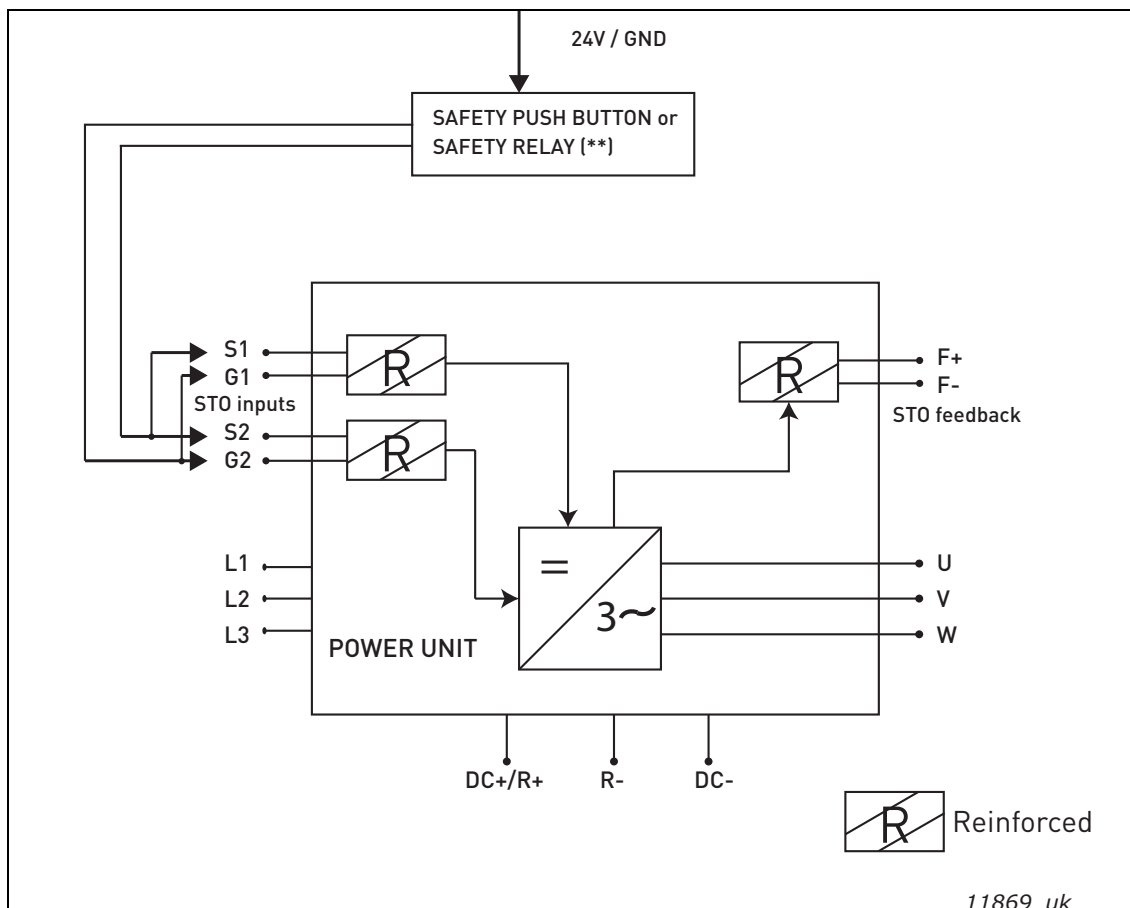 24V / GND
SAFETY PUSH BUTTON or
SAFETY RELAY (**)
S1
G1
STO inputs
S2
G2
R
R
R
F+
F-
STO feedback
L1
L2
L3
POWER UNIT
=
3~
U
V
W
DC+/R+
R-
DC-
R
Reinforced
11869_uk